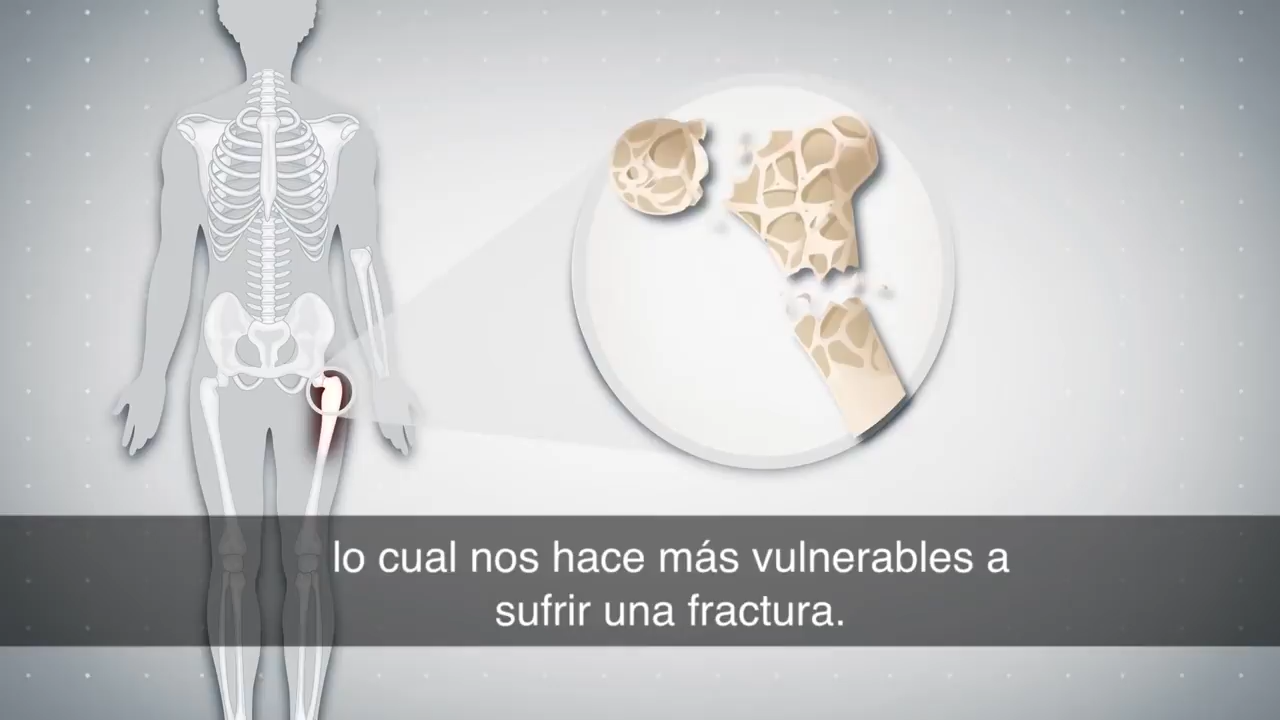 lo cual nos hace más vulnerables a
sufrir una fractura.